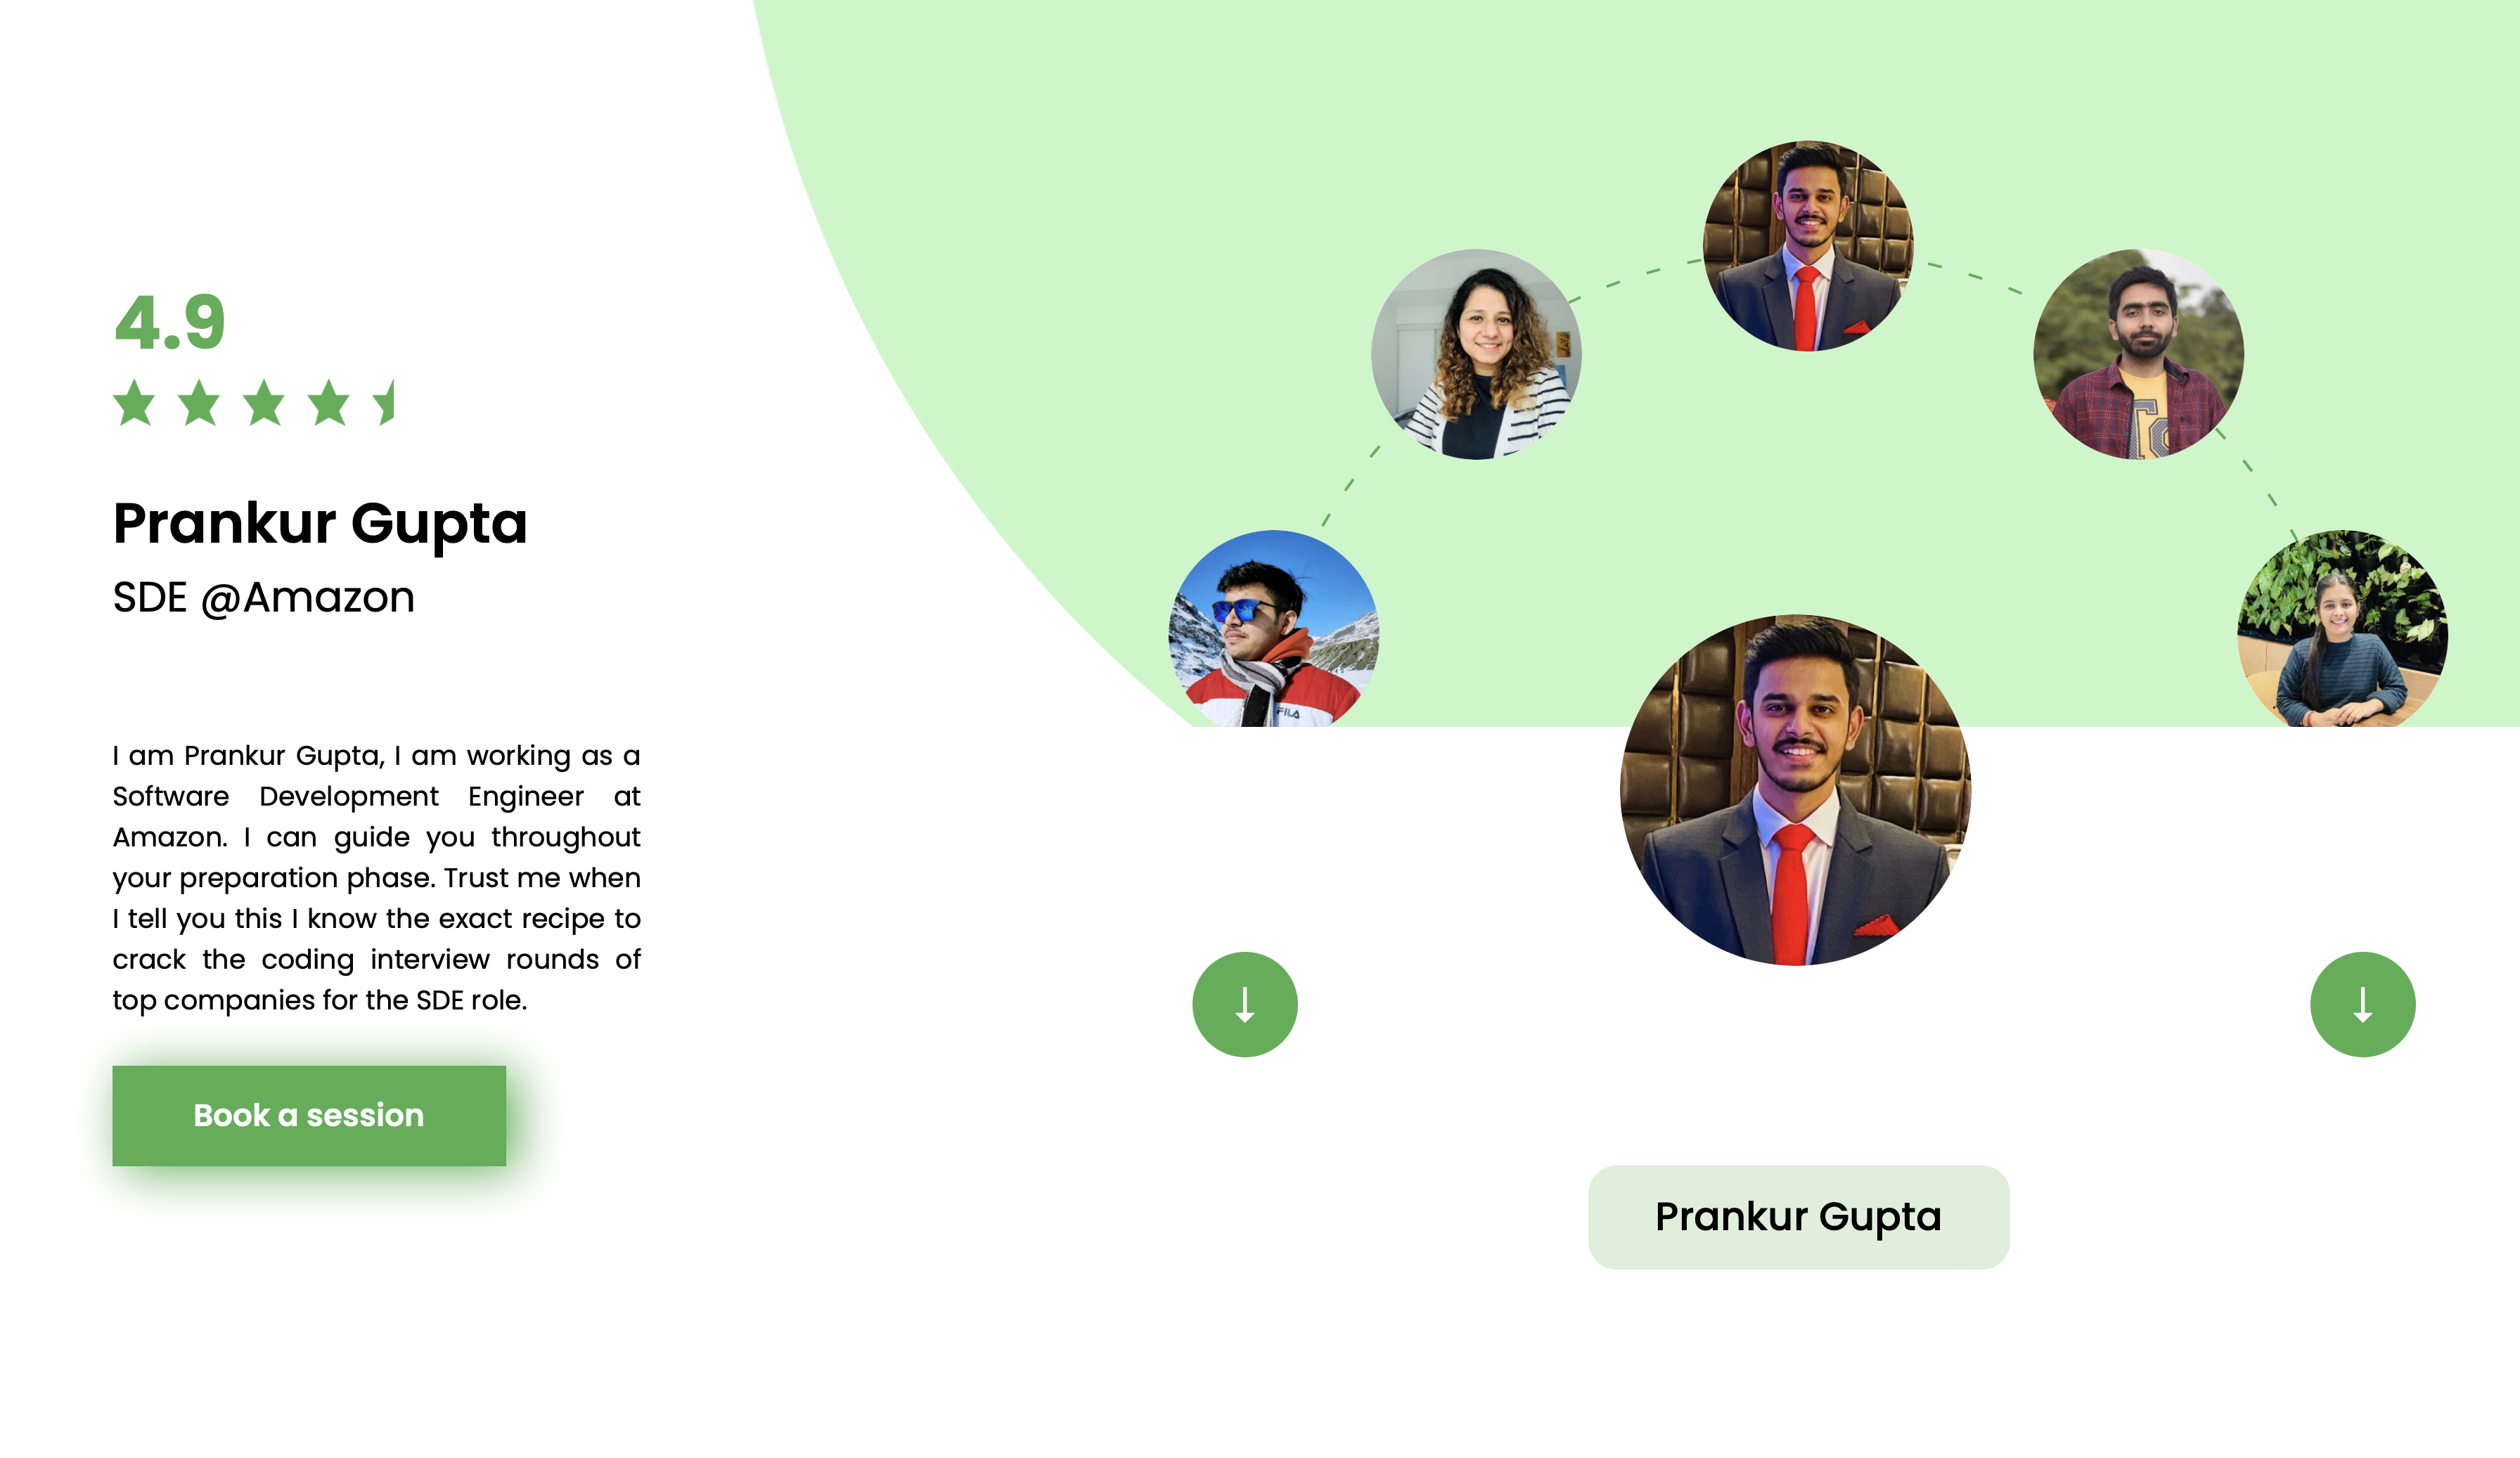 4.9
Prankur Gupta
SDE @Amazon
I am Prankur Gupta, I am working as a
Software Development Engineer at
Amazon. I can guide you throughout
your preparation phase. Trust me when
I tell you this I know the exact recipe to
crack the coding interview rounds of
top companies for the SDE role.
Book a session
FILA
Prankur Gupta